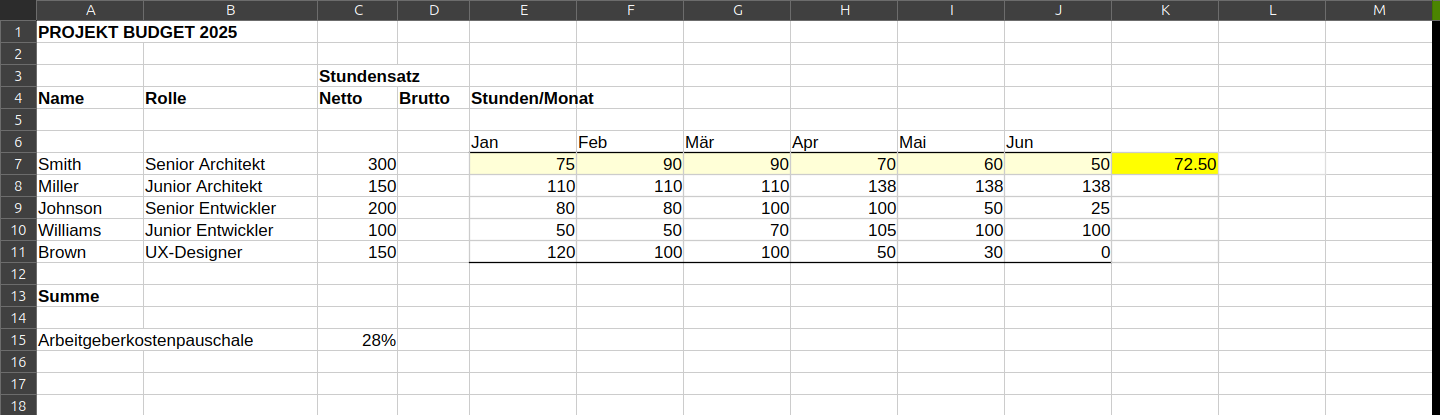 A B C D E F G H I J K L M
1 PROJEKT BUDGET 2025
2
3 Stundensatz
4 Name Rolle Netto Brutto Stunden/Monat
5
6 Jan Feb Mär Apr Mai Jun
7 Smith Senior Architekt 300 75 90 90 70 60 50 72.50
8 Miller Junior Architekt 150 110 110 110 138 138 138
9 Johnson Senior Entwickler 200 80 80 100 100 50 25
10 Williams Junior Entwickler 100 50 50 70 105 100 100
11 Brown UX-Designer 150 120 100 100 50 30 0
12
13 Summe
14
15 Arbeitgeberkostenpauschale 28%
16
17
18